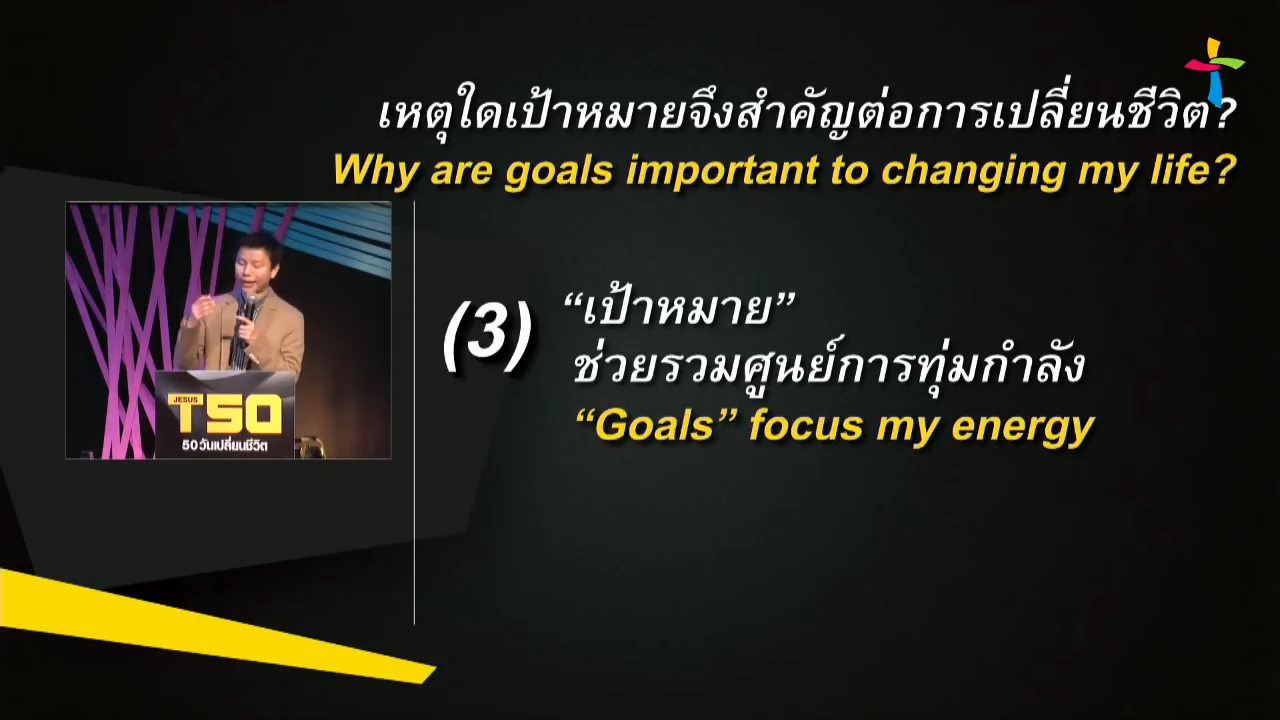 เหตุใดเป้าหมายจึงสำคัญต่อการเปลี่ยนชีวิต?
Why are goals important to changing my life?
(3) “เป้าหมาย”
ช่วยรวมศูนย์การทุ่มกำลัง
“Goals” focus my energy
JESUS
T50
50 วันเปลี่ยนชีวิต